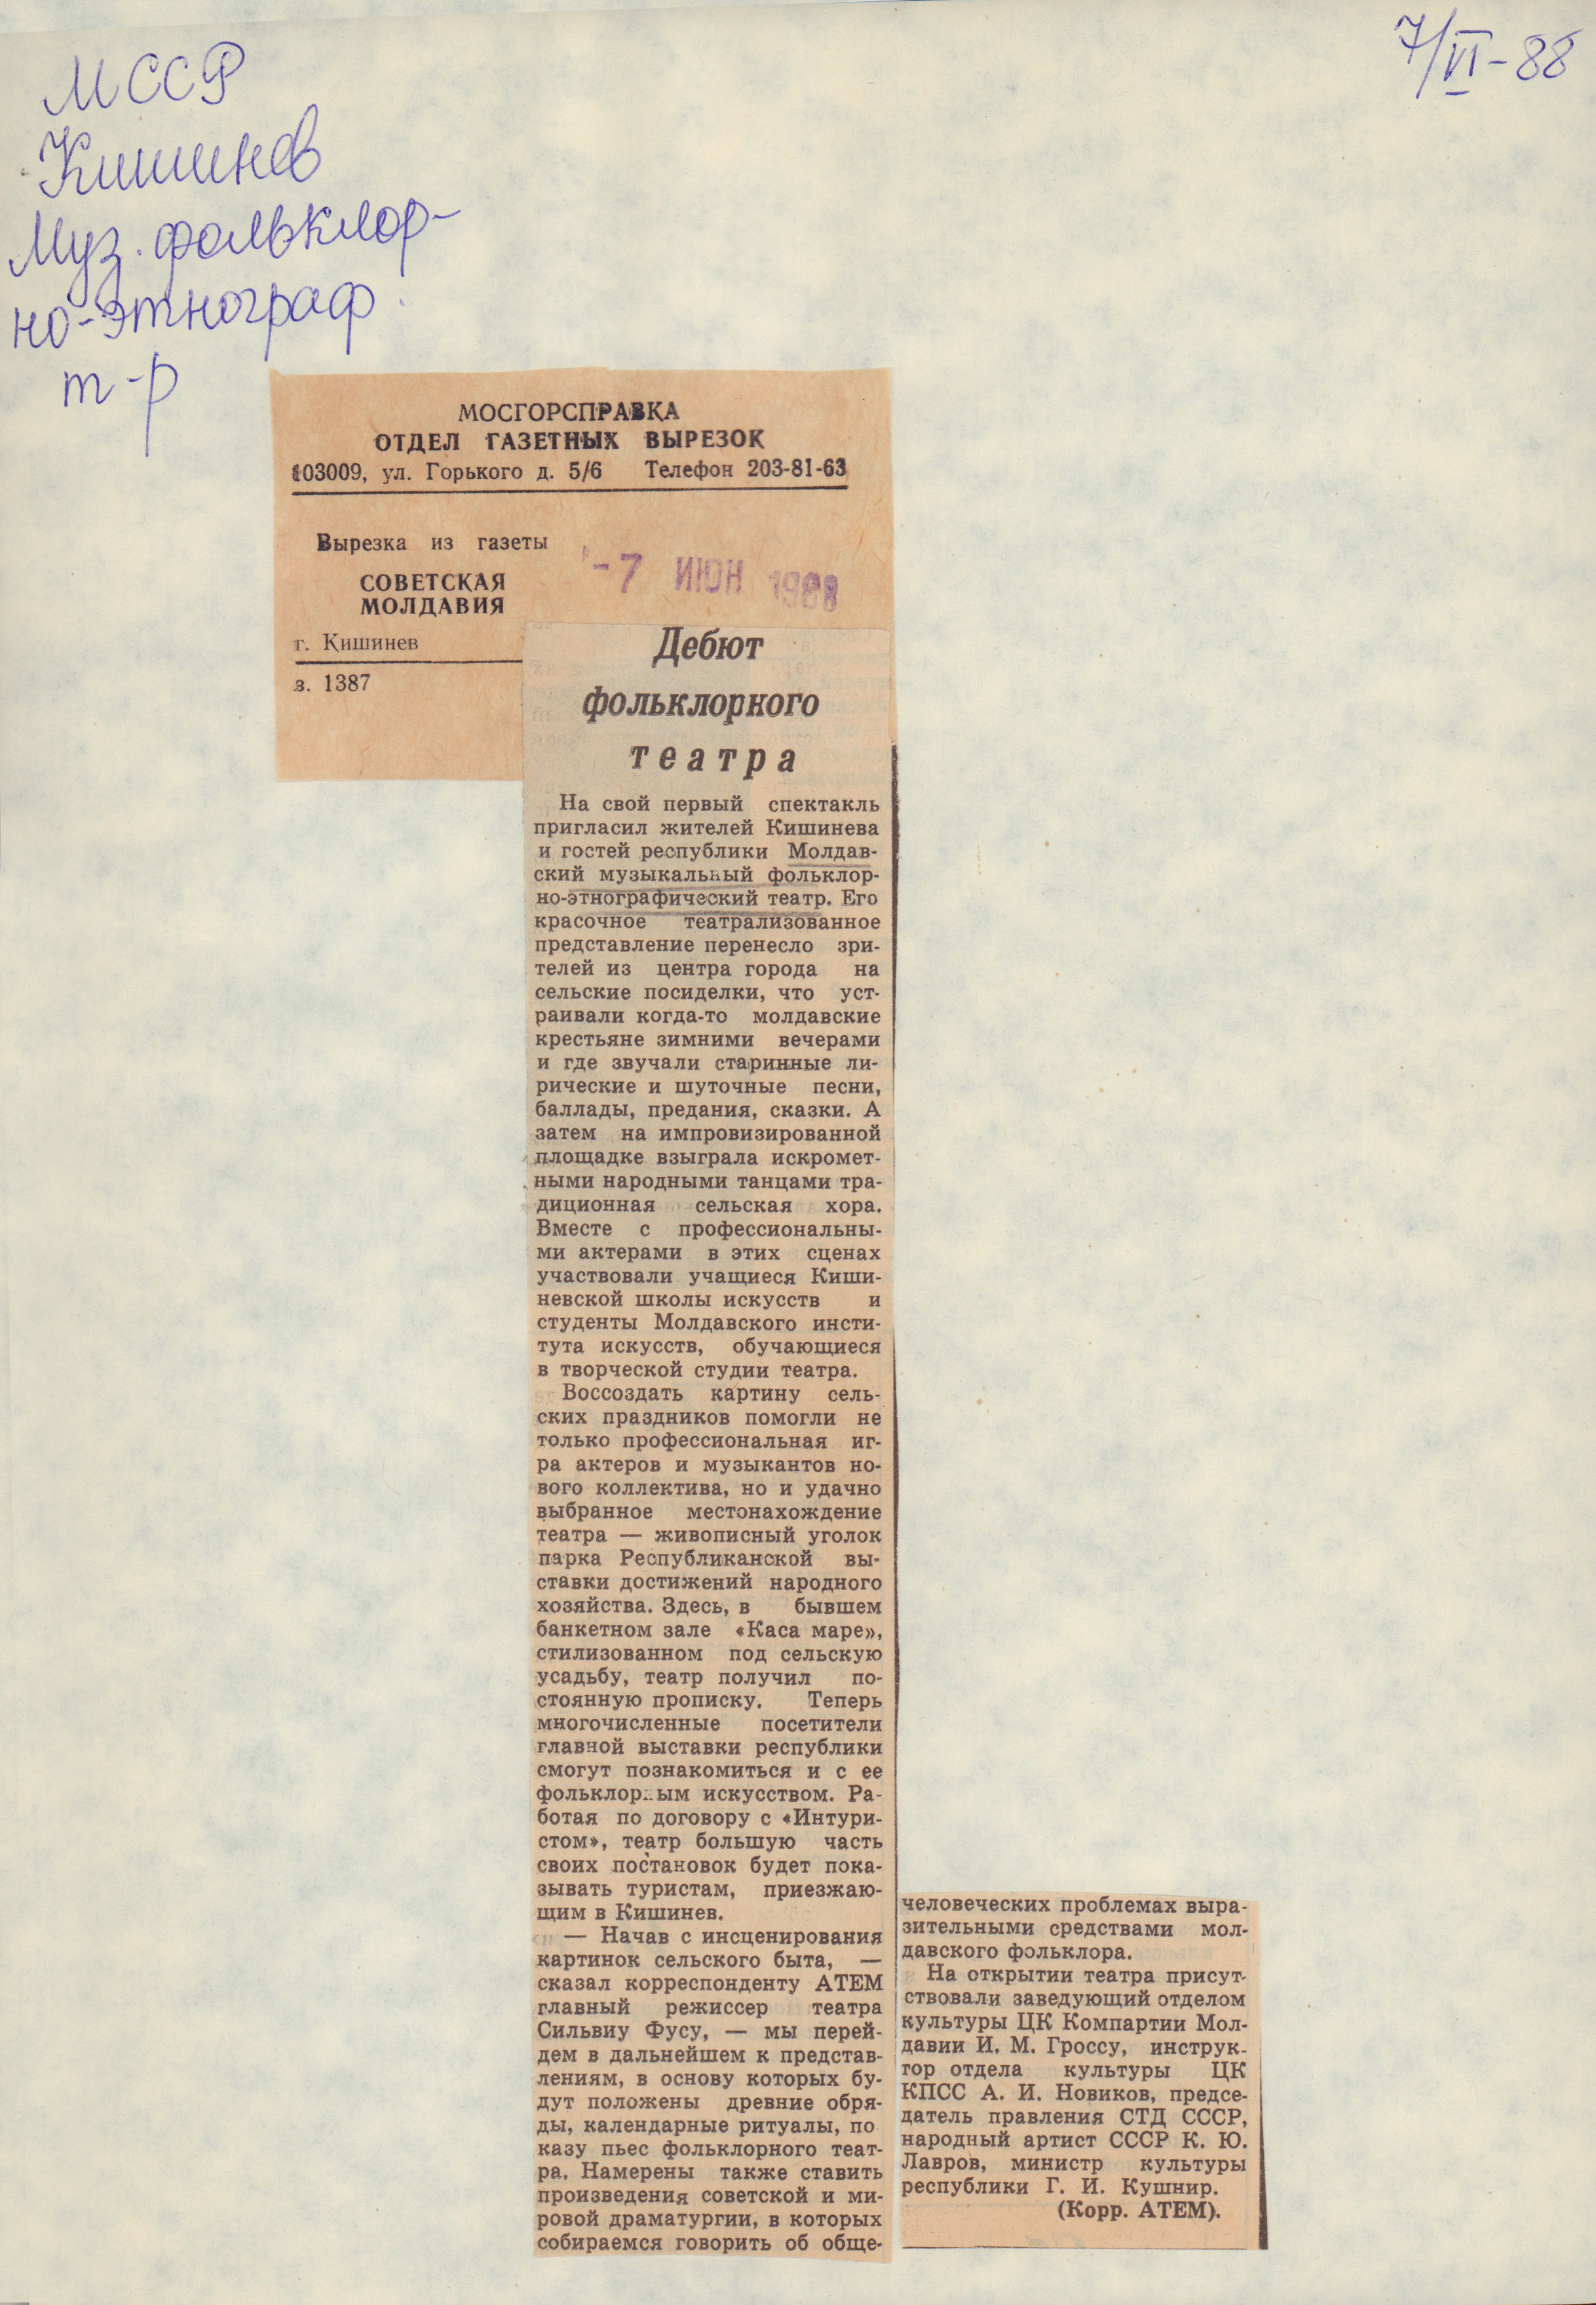 7/VI-88
МССР
Кишинев
Муз. фольклор-
но-этнограф.
т-р
МОСГОРСПРАВКА
ОТДЕЛ ГАЗЕТНЫХ ВЫРЕЗОК
103009, ул. Горького д. 5/6 Телефон 203-81-63
Вырезка из газеты
СОВЕТСКАЯ
МОЛДАВИЯ
-7 ИЮН 1988
г. Кишинев
з. 1387
Дебют
фольклорного
театра
На свой первый спектакль
пригласил жителей Кишинева
и гостей республики Молдав-
ский музыкальный фольклор-
но-этнографический театр. Его
красочное театрализованное
представление перенесло зри-
телей из центра города на
сельские посиделки, что уст-
раивали когда-то молдавские
крестьяне зимними вечерами
и где звучали старинные ли-
рические и шуточные песни,
баллады, предания, сказки. А
затем на импровизированной
площадке взыграла искромет-
ными народными танцами тра-
диционная сельская хора.
Вместе с профессиональны-
ми актерами в этих сценах
участвовали учащиеся Киши-
невской школы искусств и
студенты Молдавского инсти-
тута искусств, обучающиеся
в творческой студии театра.
Воссоздать картину сель-
ских праздников помогли не
только профессиональная иг-
ра актеров и музыкантов но-
вого коллектива, но и удачно
выбранное местонахождение
театра — живописный уголок
парка Республиканской вы-
ставки достижений народного
хозяйства. Здесь, в бывшем
банкетном зале «Каса маре»,
стилизованном под сельскую
усадьбу, театр получил по-
стоянную прописку. Теперь
многочисленные посетители
главной выставки республики
смогут познакомиться и с ее
фольклорным искусством. Ра-
ботая по договору с «Интури-
стом», театр большую часть
своих постановок будет пока-
зывать туристам, приезжаю-
щим в Кишинев.
— Начав с инсценирования
картинок сельского быта, —
сказал корреспонденту АТЕМ
главный режиссер театра
Сильвиу Фусу, — мы перей-
дем в дальнейшем к представ-
лениям, в основу которых бу-
дут положены древние обря-
ды, календарные ритуалы, по
казу пьес фольклорного теат-
ра. Намерены также ставить
произведения советской и ми-
ровой драматургии, в которых
собираемся говорить об обще-
человеческих проблемах выра-
зительными средствами мол-
давского фольклора.
На открытии театра присут-
ствовали заведующий отделом
культуры ЦК Компартии Мол-
давии И. М. Гроссу, инструк-
тор отдела культуры ЦК
КПСС А. И. Новиков, предсе-
датель правления СТД СССР,
народный артист СССР К. Ю.
Лавров, министр культуры
республики Г. И. Кушнир.
(Корр. АТЕМ).